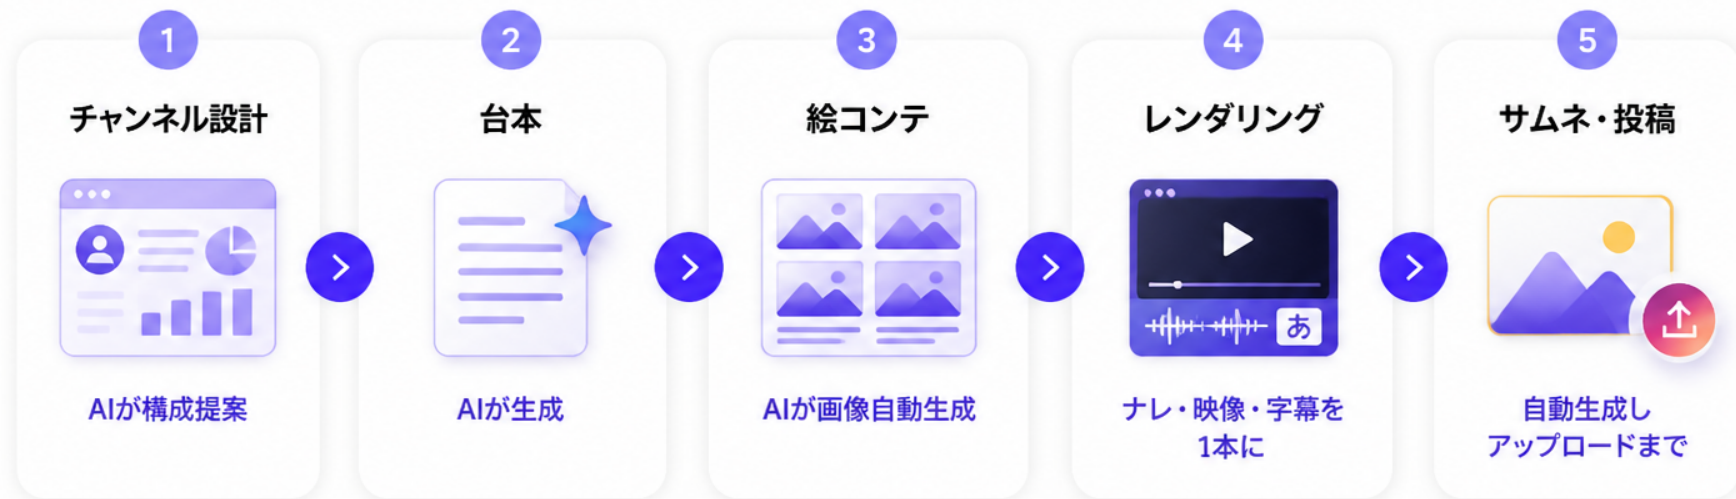 1
チャンネル設計
AIが構成提案
2
台本
AIが生成
3
絵コンテ
AIが画像自動生成
4
レンダリング
あ
ナレ・映像・字幕を
1本に
5
サムネ・投稿
自動生成し
アップロードまで